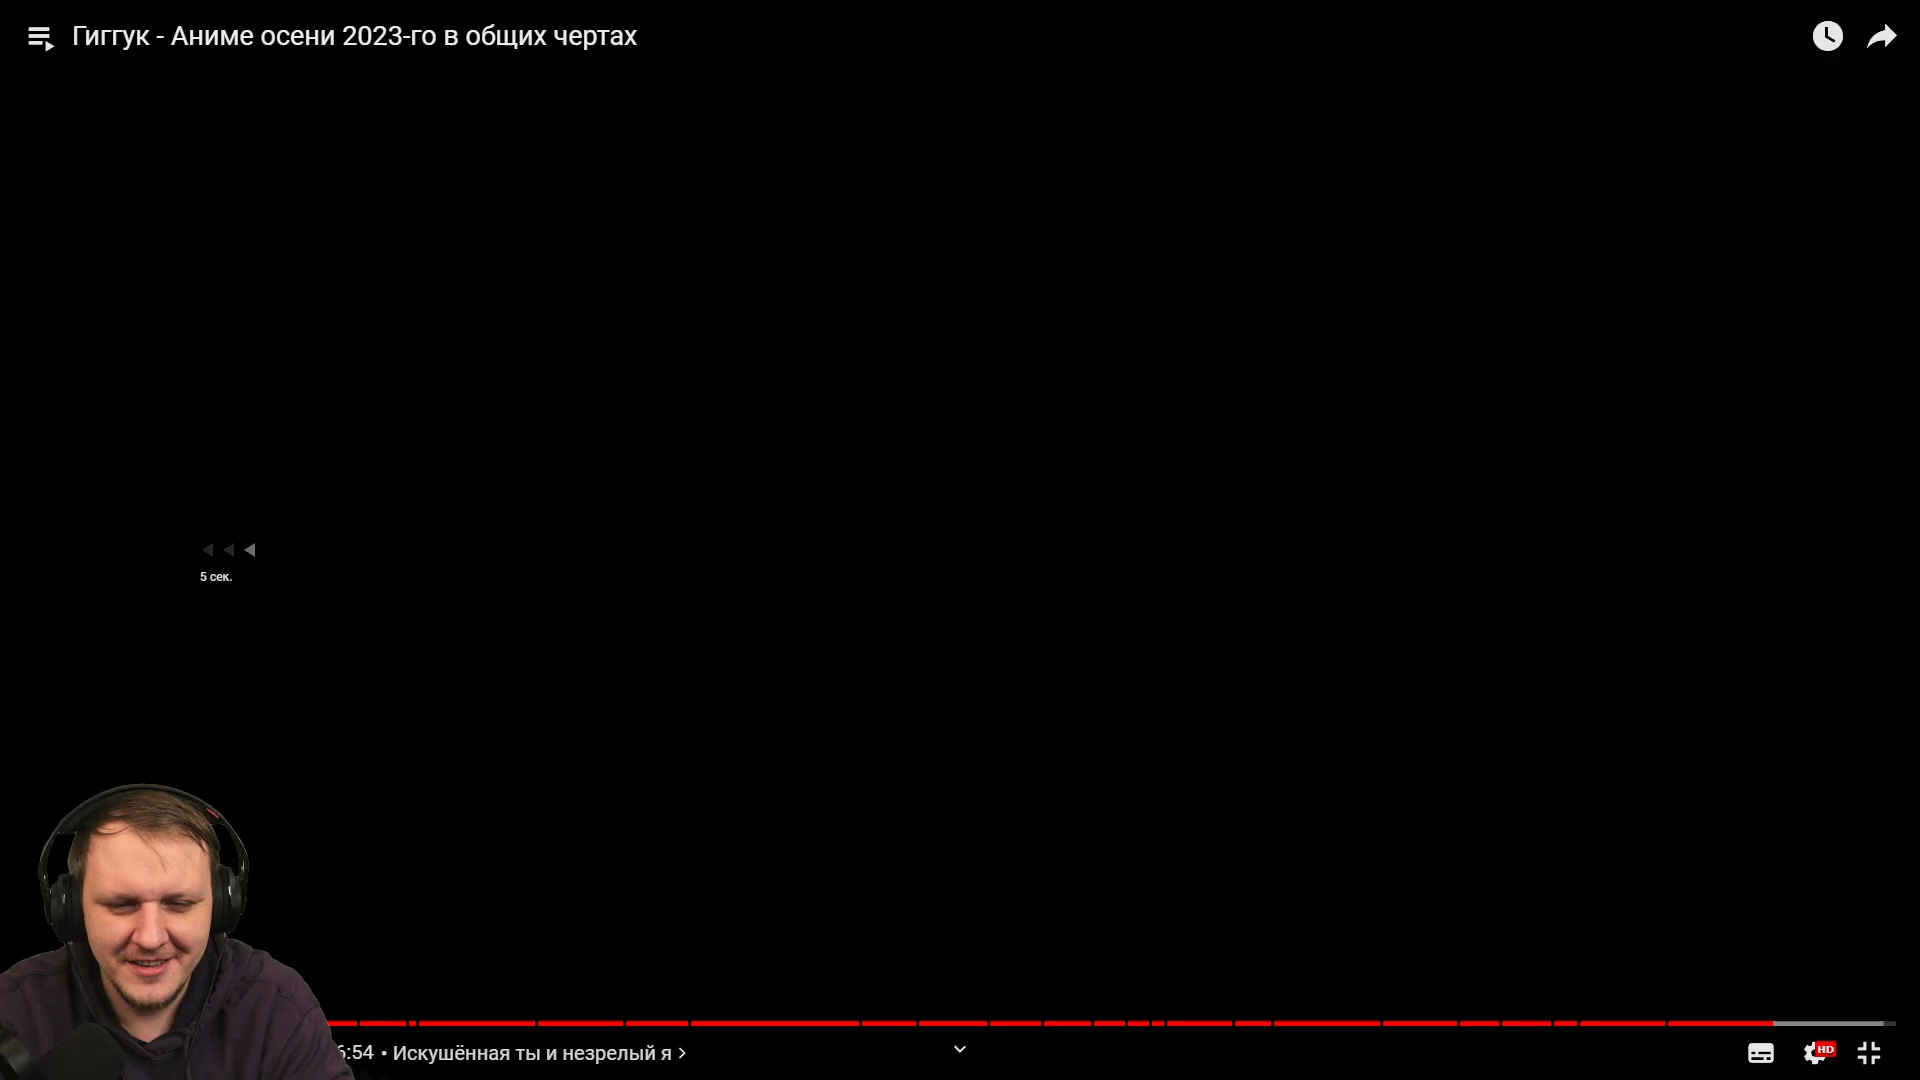 Гиггук - Аниме осени 2023-го в общих чертах
5 сек.
:54 • Искушённая ты и незрелый я
HD